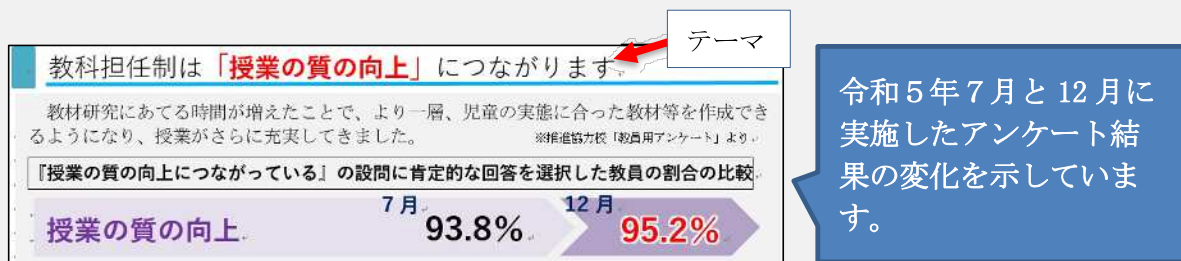 テーマ
教科担任制は「授業の質の向上」につながります。
教材研究にあてる時間が増えたことで、より一層、児童の実態に合った教材等を作成でき
るようになり、授業がさらに充実してきました。 ※推進協力校「教員用アンケート」より
『授業の質の向上につながっている』の設問に肯定的な回答を選択した教員の割合の比較
7月 12月
授業の質の向上 93.8% 95.2%
令和5年7月と12月に
実施したアンケート結
果の変化を示していま
す。